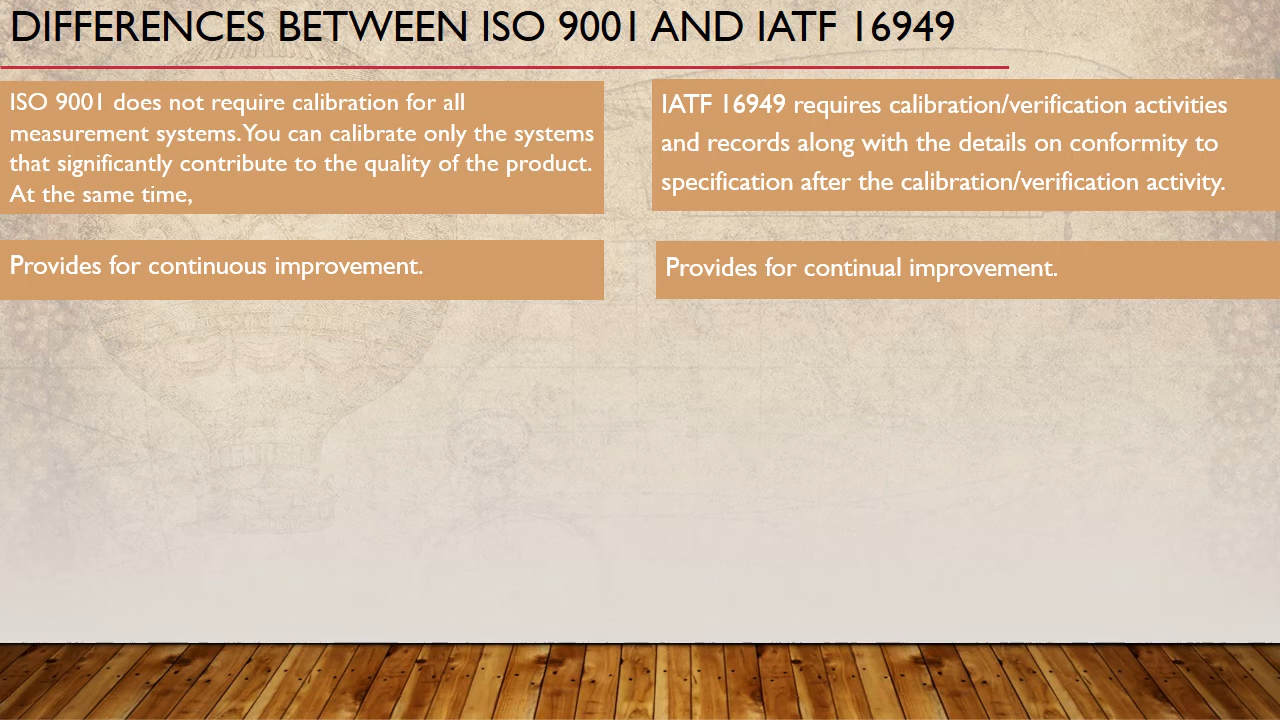 DIFFERENCES BETWEEN ISO 9001 AND IATF 16949
ISO 9001 does not require calibration for all
measurement systems. You can calibrate only the systems
that significantly contribute to the quality of the product.
At the same time,
IATF 16949 requires calibration/verification activities
and records along with the details on conformity to
specification after the calibration/verification activity.
Provides for continuous improvement.
Provides for continual improvement.